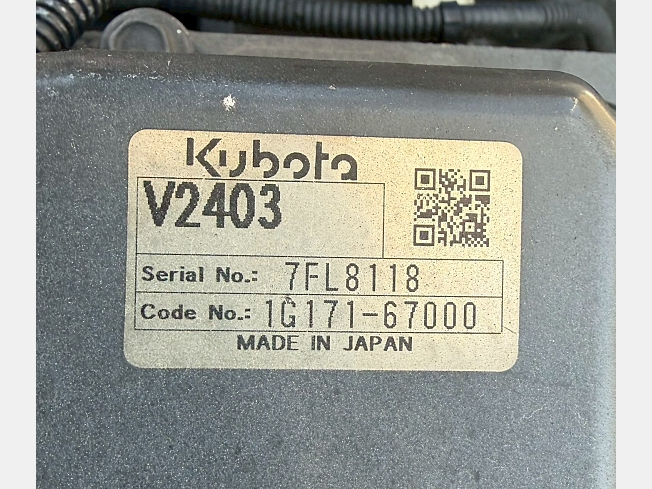 Kubota
V2403
Serial No.: 7FL8118
Code No.: 1G171-67000
MADE IN JAPAN